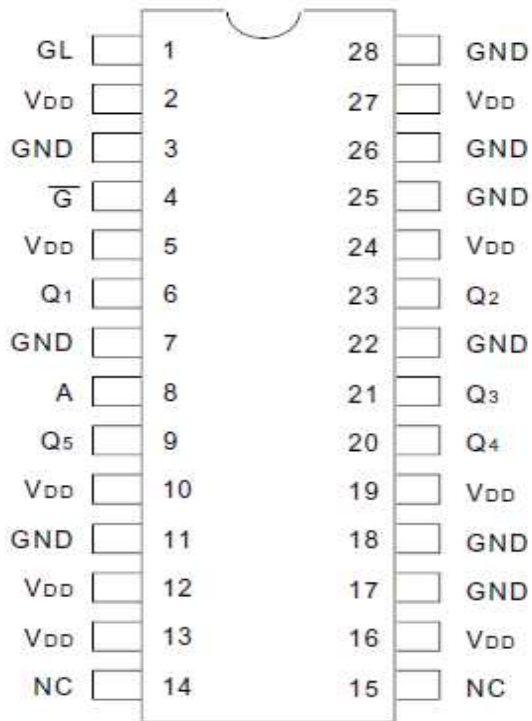 GL 1 28 GND
VDD 2 27 VDD
GND 3 26 GND
G̅ 4 25 GND
VDD 5 24 VDD
Q1 6 23 Q2
GND 7 22 GND
A 8 21 Q3
Q5 9 20 Q4
VDD 10 19 VDD
GND 11 18 GND
VDD 12 17 GND
VDD 13 16 VDD
NC 14 15 NC